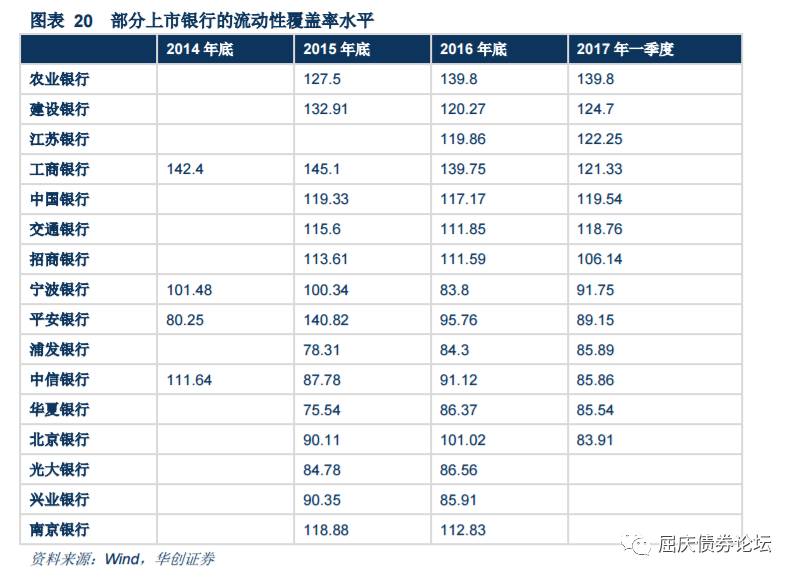 图表 20 部分上市银行的流动性覆盖率水平
2014 年底 2015 年底 2016 年底 2017 年一季度
农业银行 127.5 139.8 139.8
建设银行 132.91 120.27 124.7
江苏银行 119.86 122.25
工商银行 142.4 145.1 139.75 121.33
中国银行 119.33 117.17 119.54
交通银行 115.6 111.85 118.76
招商银行 113.61 111.59 106.14
宁波银行 101.48 100.34 83.8 91.75
平安银行 80.25 140.82 95.76 89.15
浦发银行 78.31 84.3 85.89
中信银行 111.64 87.78 91.12 85.86
华夏银行 75.54 86.37 85.54
北京银行 90.11 101.02 83.91
光大银行 84.78 86.56
兴业银行 90.35 85.91
南京银行 118.88 112.83
资料来源：Wind，华创证券
屈庆债券论坛